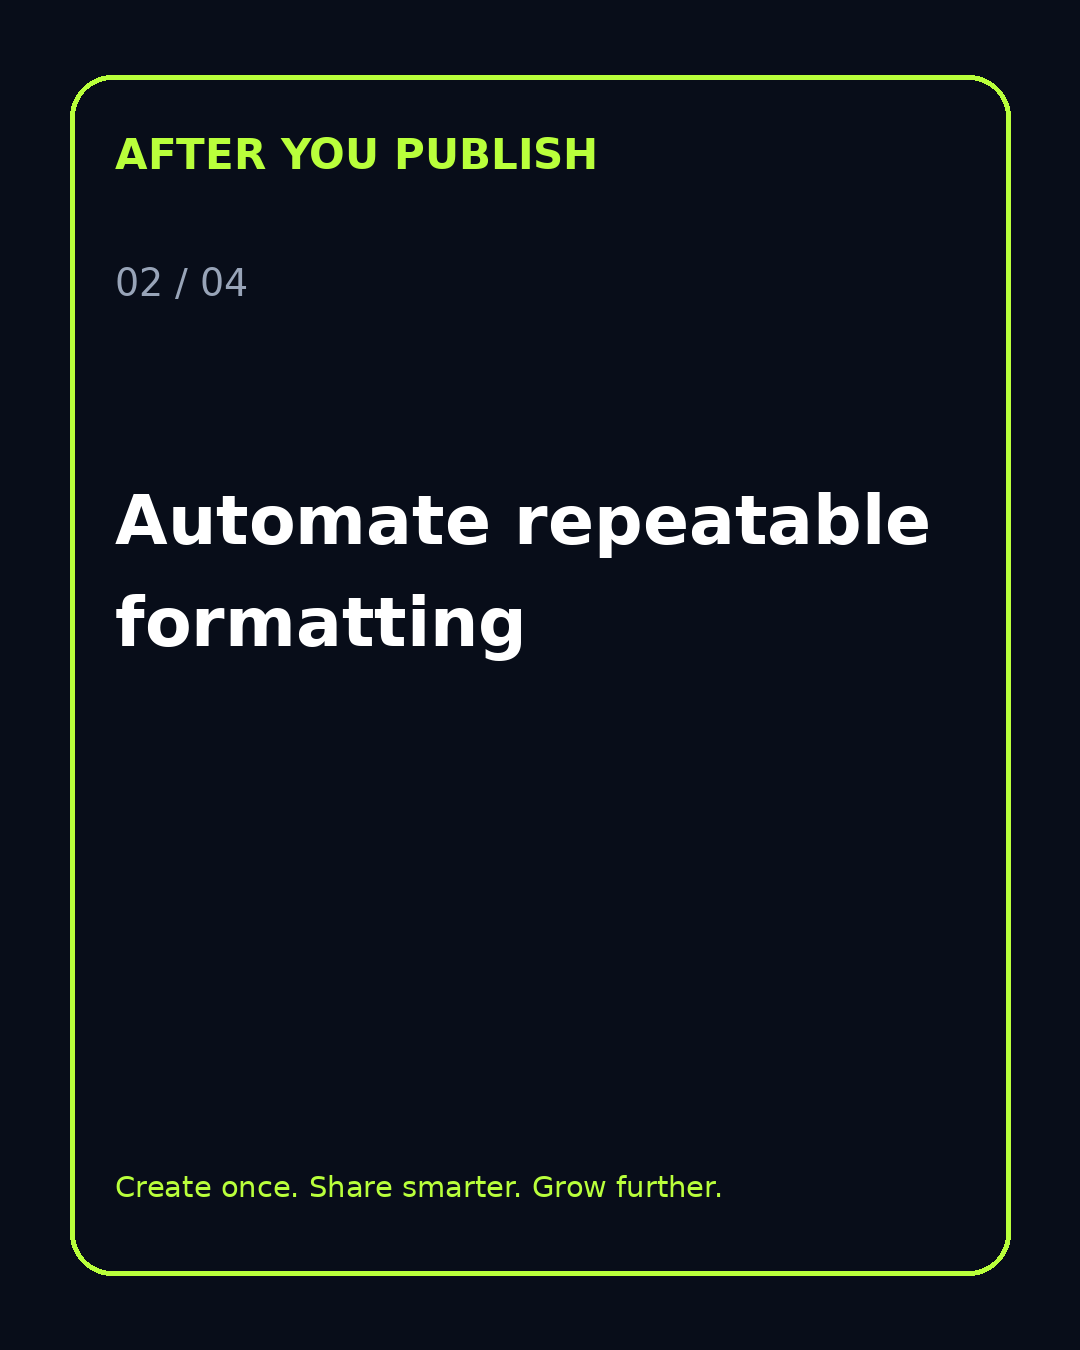 AFTER YOU PUBLISH
02 / 04
Automate repeatable
formatting
Create once. Share smarter. Grow further.